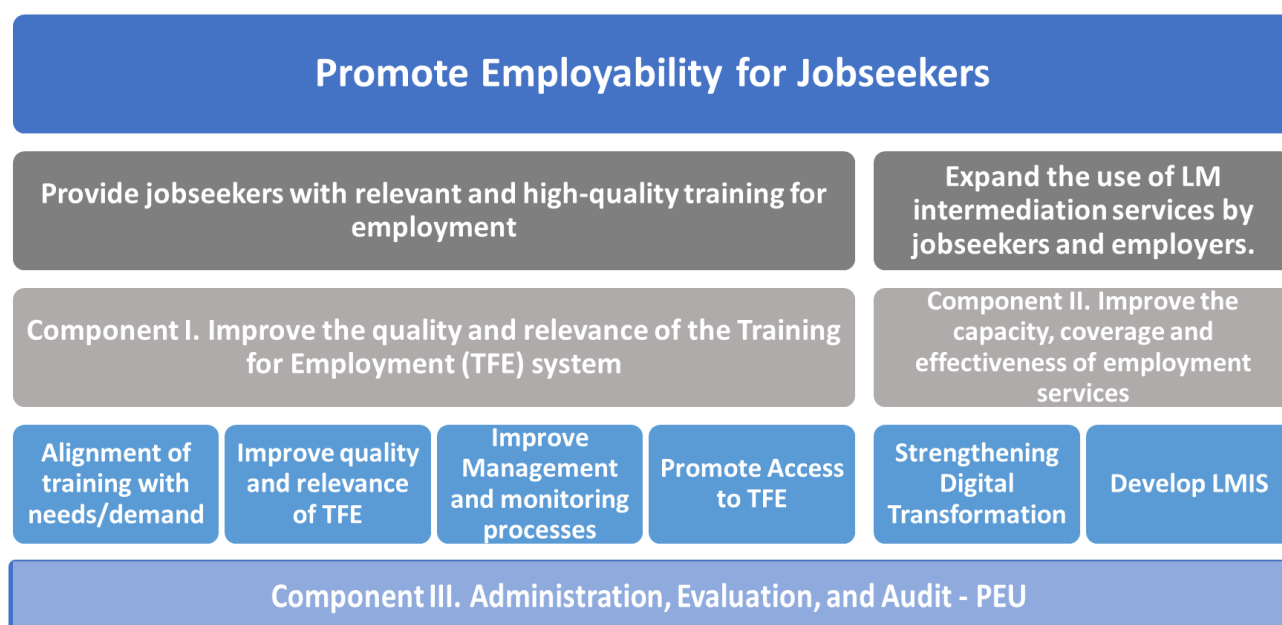 Promote Employability for Jobseekers
Provide jobseekers with relevant and high-quality training for
employment
Expand the use of LM
intermediation services by
jobseekers and employers.
Component I. Improve the quality and relevance of the Training
for Employment (TFE) system
Component II. Improve the
capacity, coverage and
effectiveness of employment
services
Alignment of
training with
needs/demand
Improve quality
and relevance
of TFE
Improve
Management
and monitoring
processes
Promote Access
to TFE
Strengthening
Digital
Transformation
Develop LMIS
Component III. Administration, Evaluation, and Audit - PEU